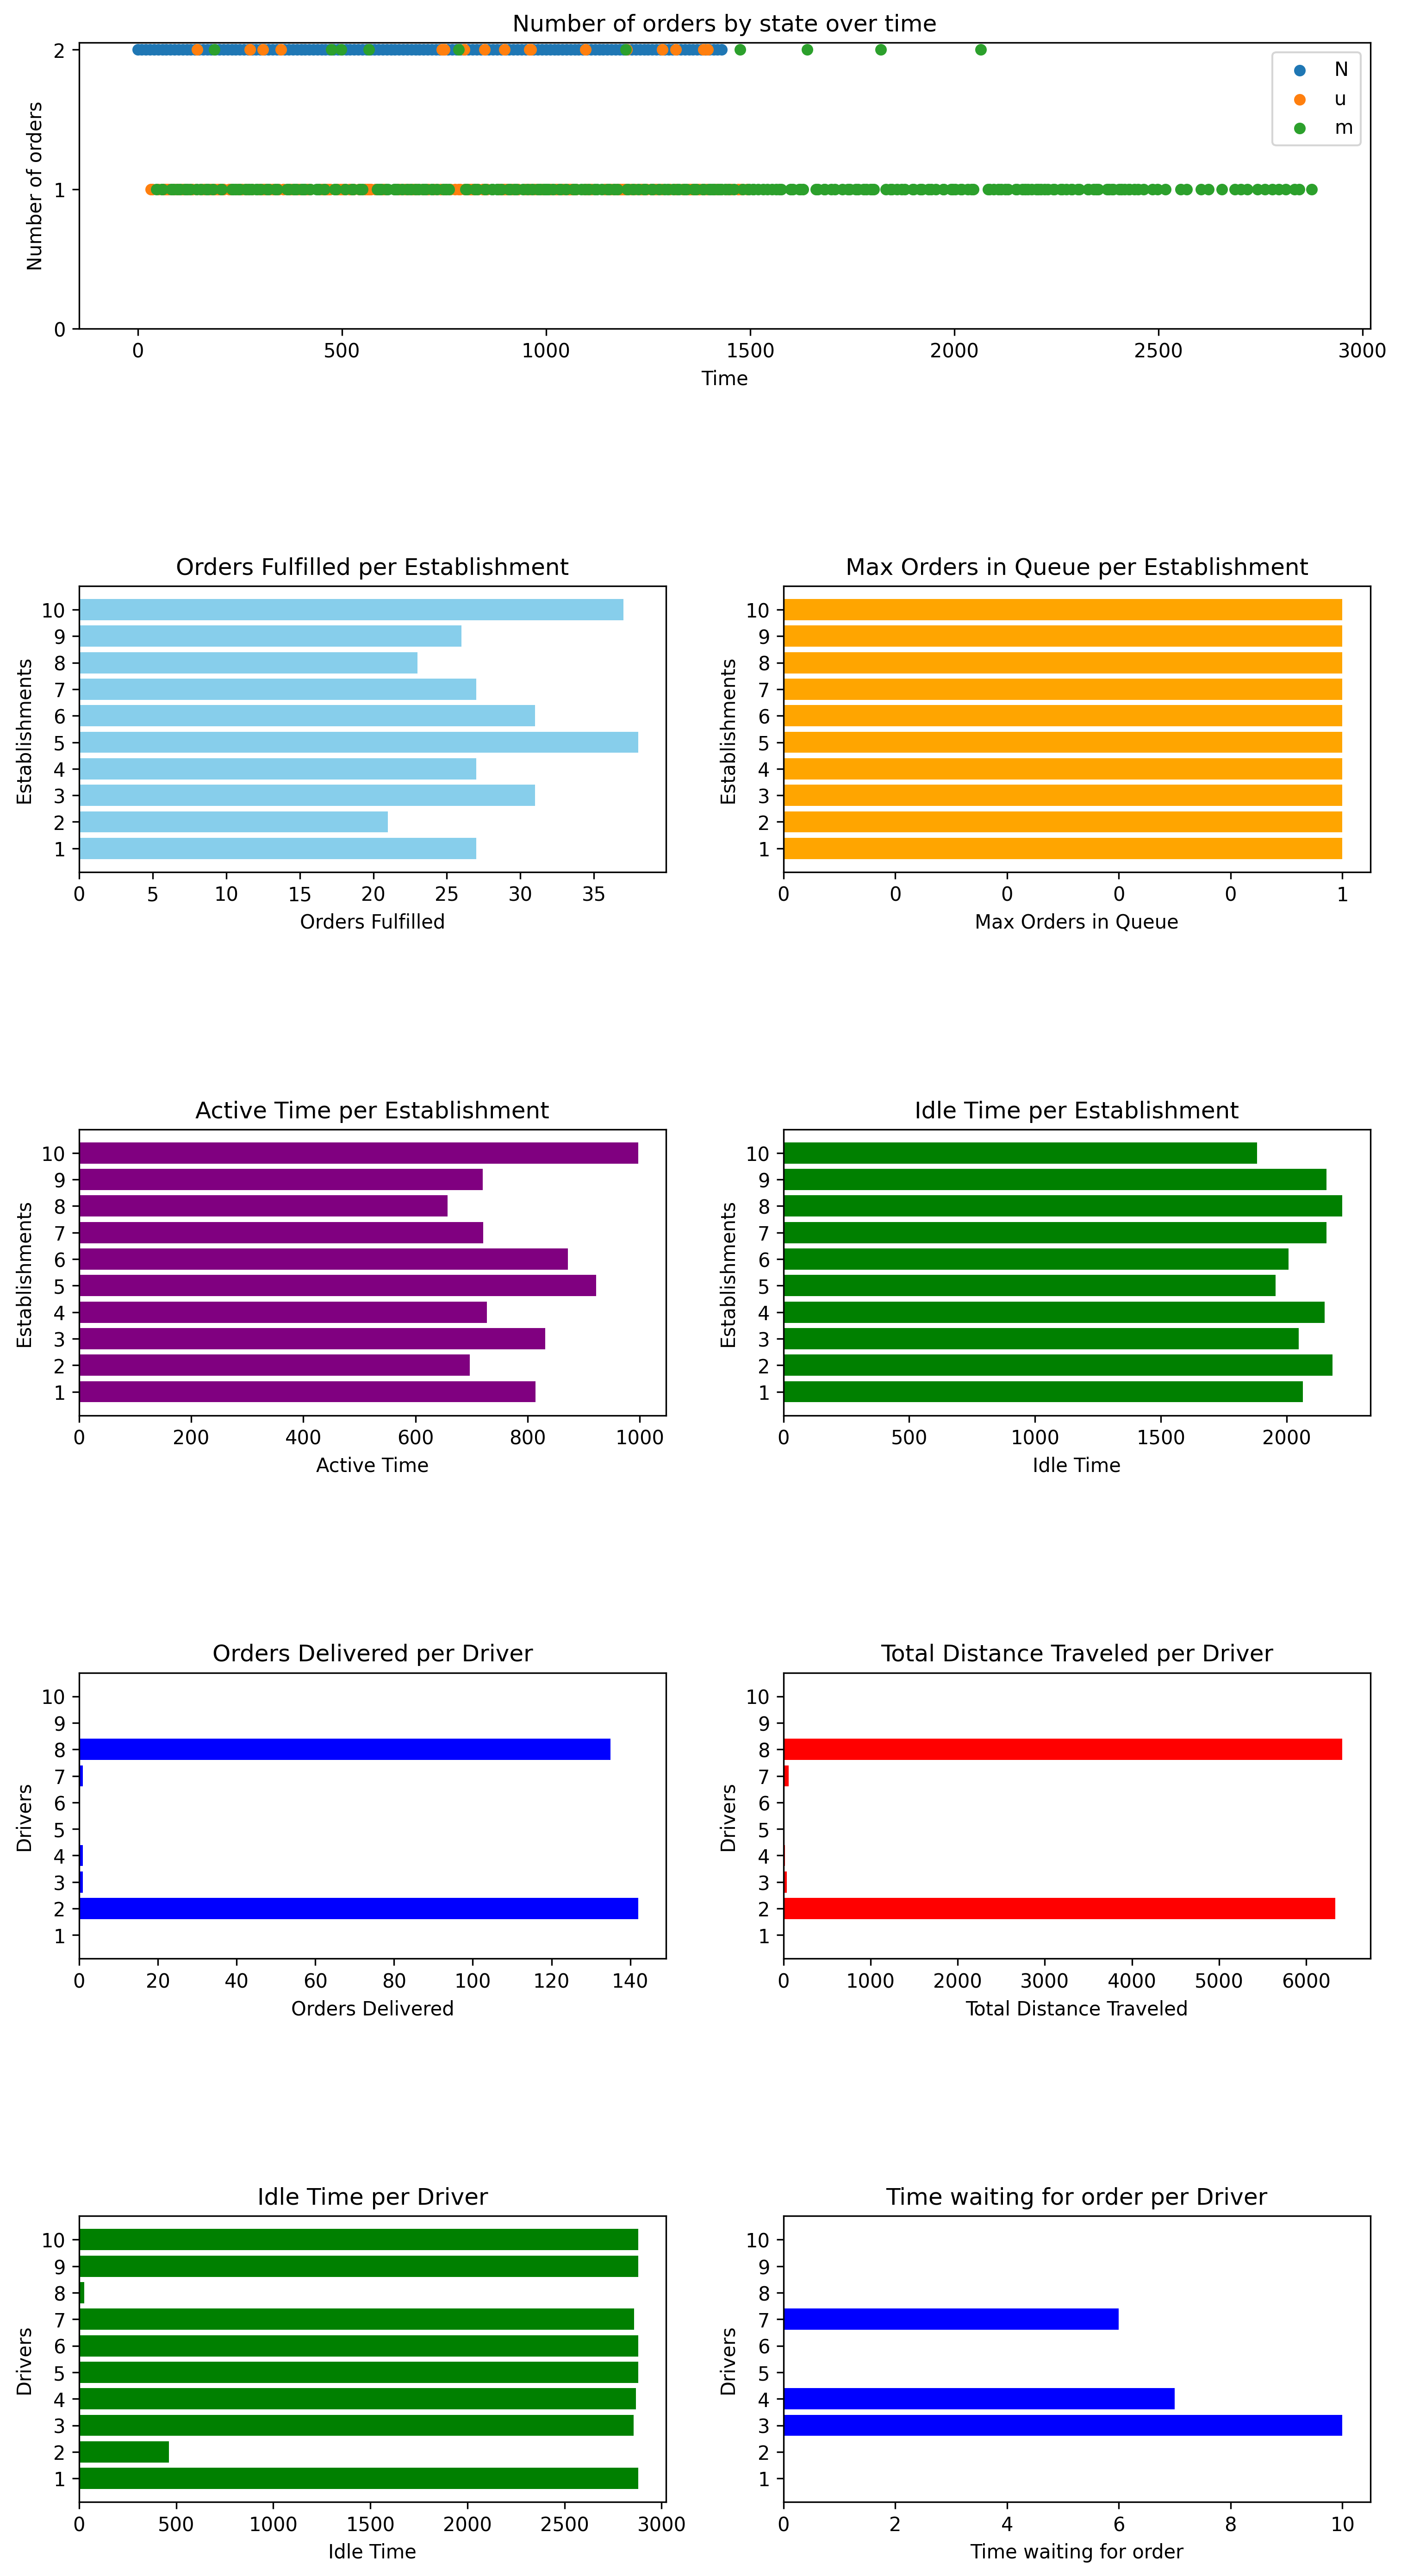 Number of orders by state over time
Number of orders
2
1
0
N
u
m
0 500 1000 1500 2000 2500 3000
Time
Orders Fulfilled per Establishment
Establishments
10
9
8
7
6
5
4
3
2
1
0 5 10 15 20 25 30 35
Orders Fulfilled
Max Orders in Queue per Establishment
Establishments
10
9
8
7
6
5
4
3
2
1
0 0 0 0 0 1
Max Orders in Queue
Active Time per Establishment
Establishments
10
9
8
7
6
5
4
3
2
1
0 200 400 600 800 1000
Active Time
Idle Time per Establishment
Establishments
10
9
8
7
6
5
4
3
2
1
0 500 1000 1500 2000
Idle Time
Orders Delivered per Driver
Drivers
10
9
8
7
6
5
4
3
2
1
0 20 40 60 80 100 120 140
Orders Delivered
Total Distance Traveled per Driver
Drivers
10
9
8
7
6
5
4
3
2
1
0 1000 2000 3000 4000 5000 6000
Total Distance Traveled
Idle Time per Driver
Drivers
10
9
8
7
6
5
4
3
2
1
0 500 1000 1500 2000 2500 3000
Idle Time
Time waiting for order per Driver
Drivers
10
9
8
7
6
5
4
3
2
1
0 2 4 6 8 10
Time waiting for order